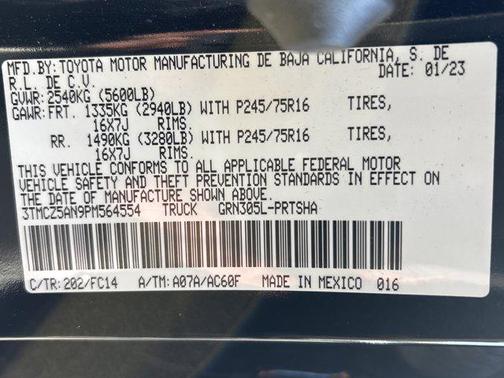 MFD.BY:TOYOTA MOTOR MANUFACTURING DE BAJA CALIFORNIA, S. DE
R.L. DE C.V. DATE: 01/23
GVWR: 2540KG (5600LB)
GAWR: FRT. 1335KG (2940LB) WITH P245/75R16 TIRES,
16X7J RIMS.
RR. 1490KG (3280LB) WITH P245/75R16 TIRES,
16X7J RIMS.
THIS VEHICLE CONFORMS TO ALL APPLICABLE FEDERAL MOTOR
VEHICLE SAFETY AND THEFT PREVENTION STANDARDS IN EFFECT ON
THE DATE OF MANUFACTURE SHOWN ABOVE.
3TMCZ5AN9PM564554 TRUCK GRN305L-PRTSHA
C/TR:202/FC14 A/TM:A07A/AC60F MADE IN MEXICO 016